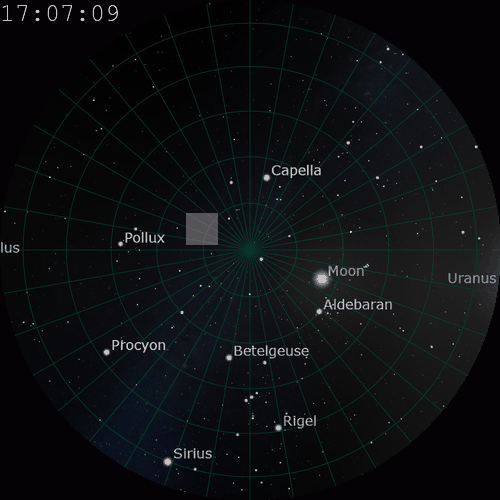 17:07:09
Capella
Pollux
lus
Moon
Uranus
Aldebaran
Procyon
Betelgeuse
Rigel
Sirius